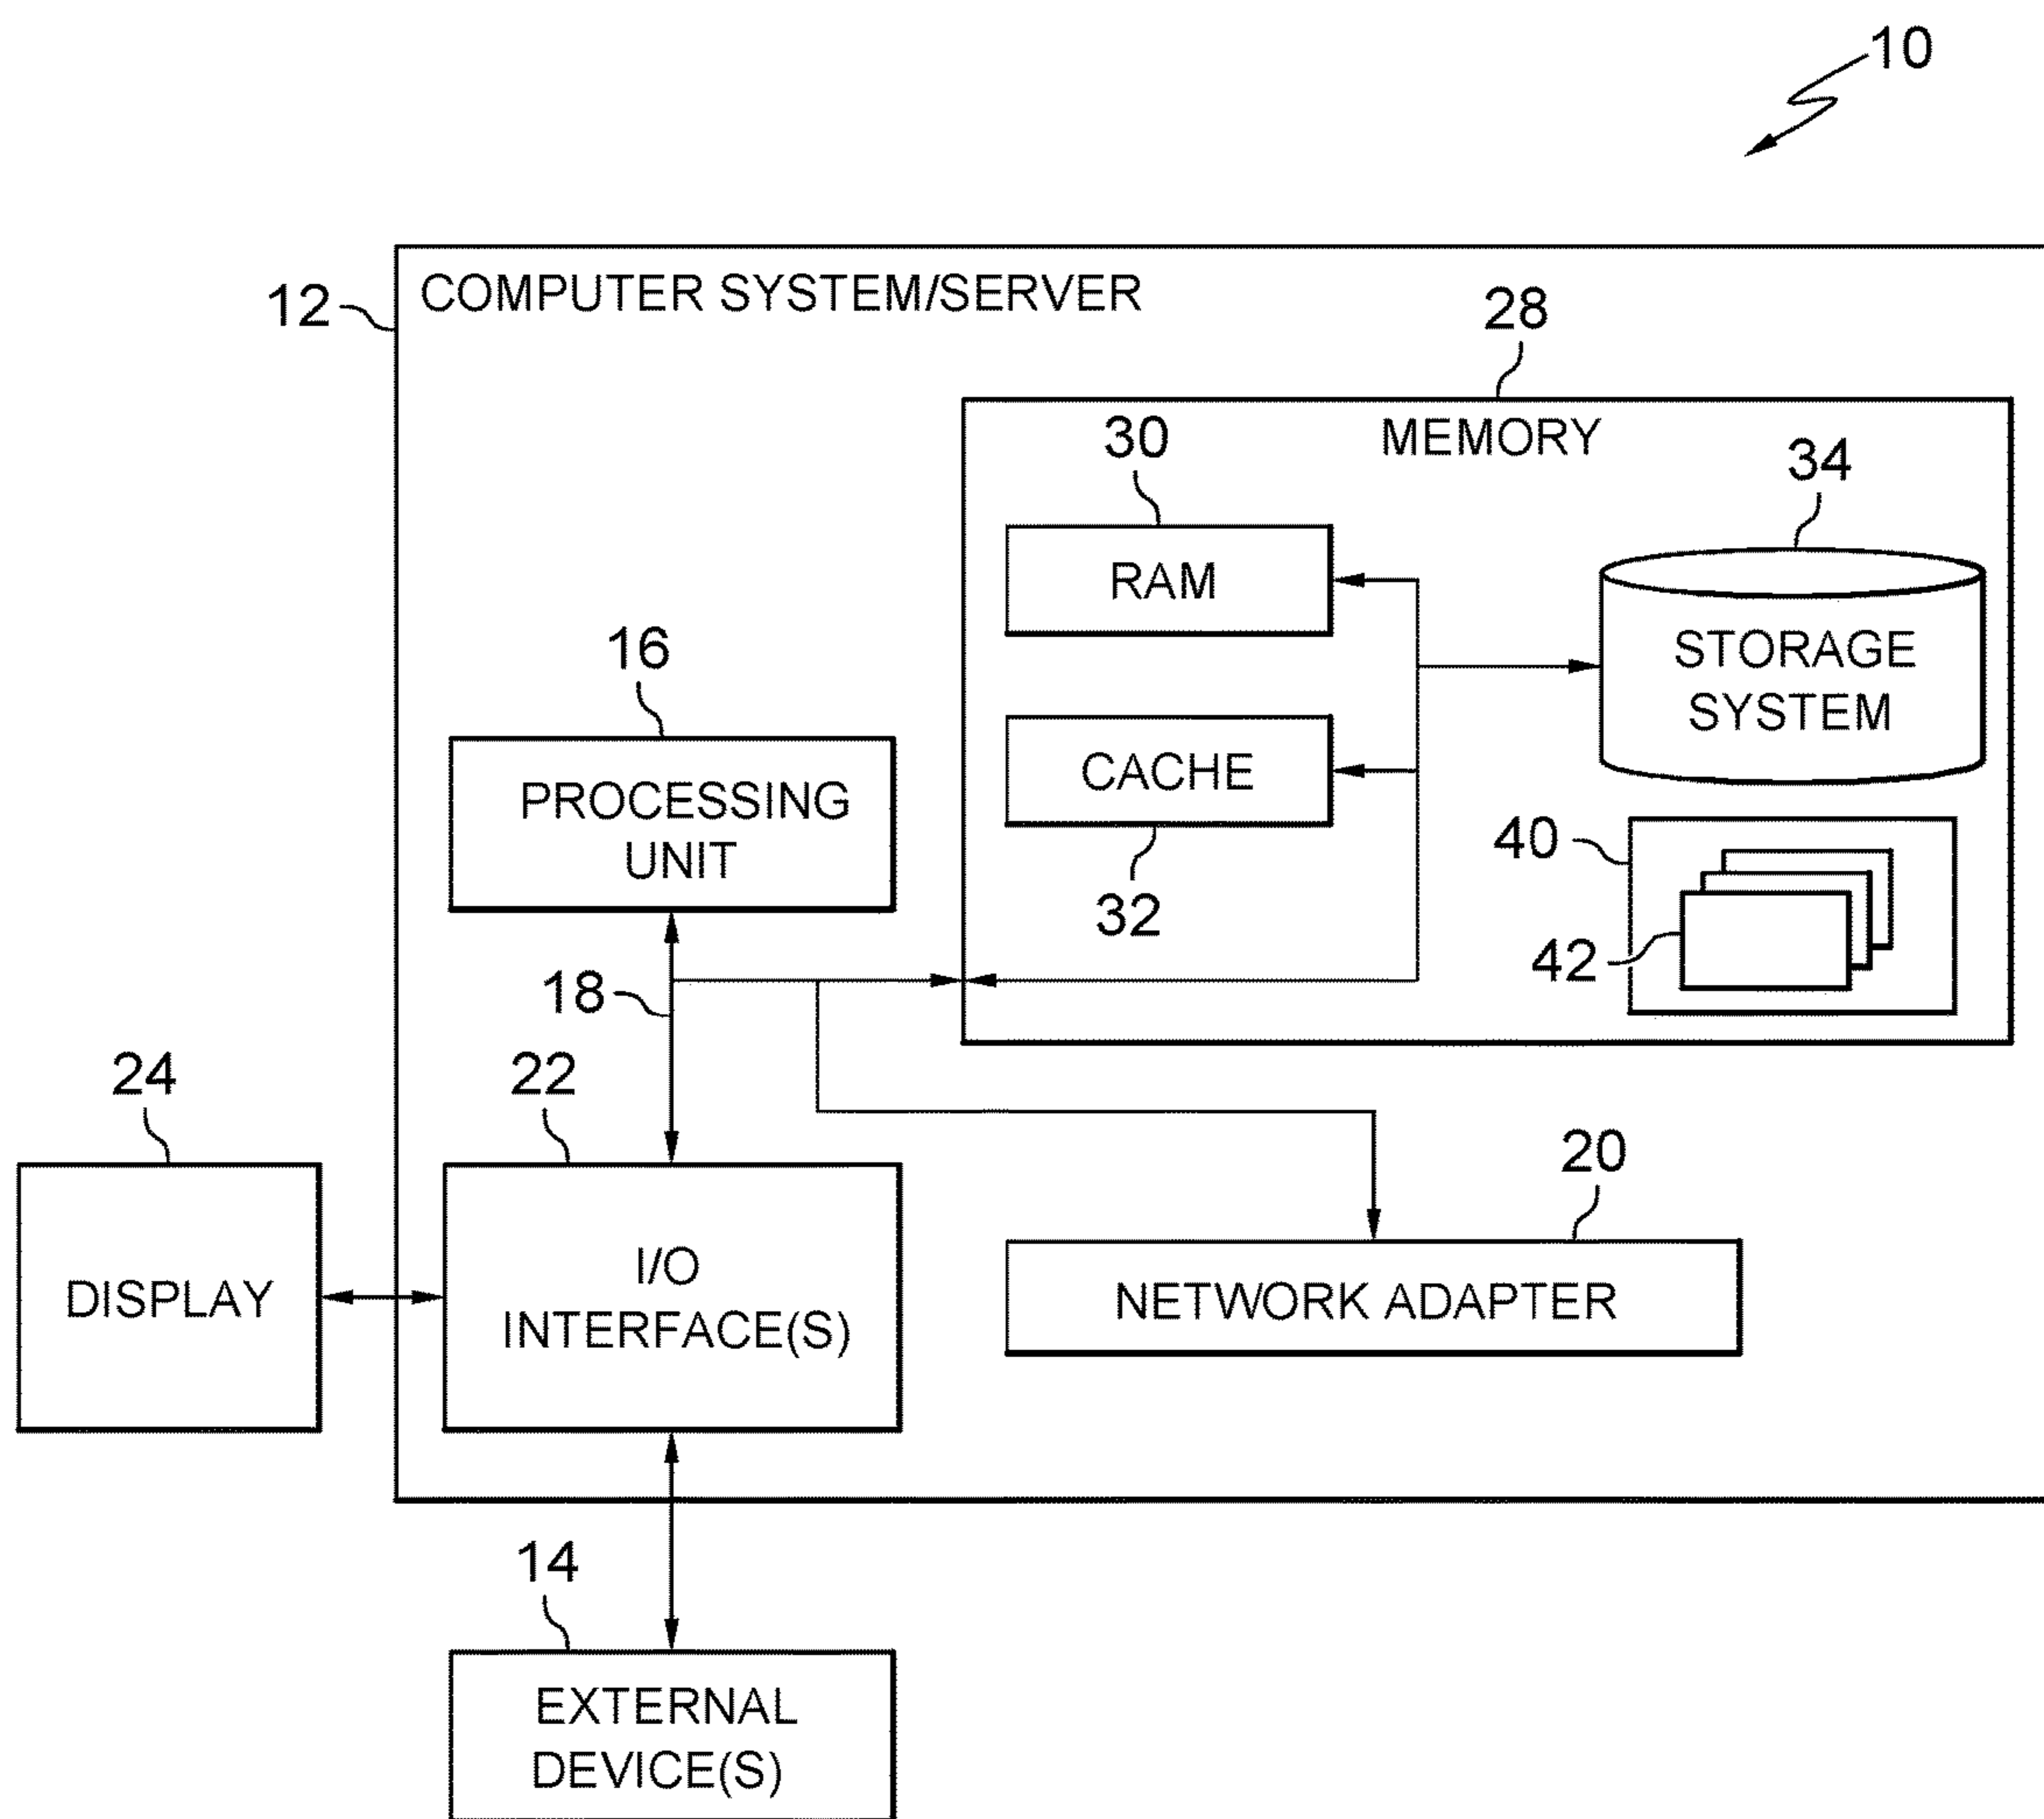 10
12
COMPUTER SYSTEM/SERVER
28
MEMORY
30
34
RAM
STORAGE
SYSTEM
16
CACHE
PROCESSING
UNIT
32
40
42
18
24
22
20
DISPLAY
I/O
INTERFACE(S)
NETWORK ADAPTER
14
EXTERNAL
DEVICE(S)